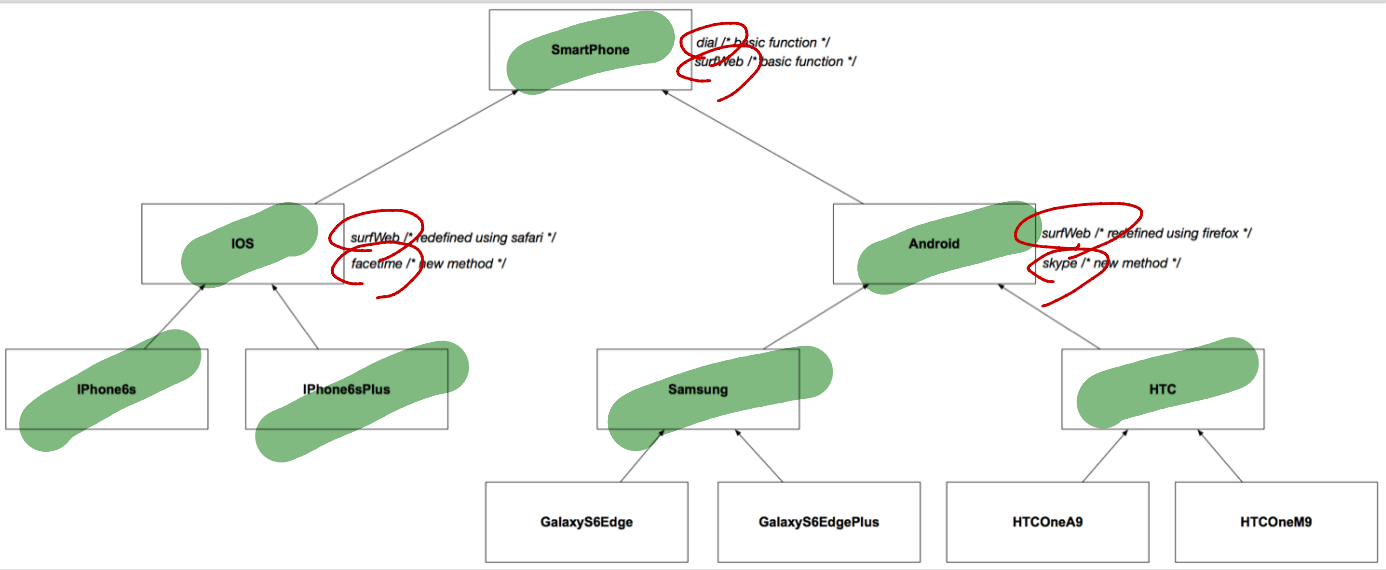 SmartPhone
dial /* basic function */
surfWeb /* basic function */
IOS
surfWeb /* redefined using safari */
facetime /* new method */
Android
surfWeb /* redefined using firefox */
skype /* new method */
IPhone6s
IPhone6sPlus
Samsung
HTC
GalaxyS6Edge
GalaxyS6EdgePlus
HTCOneA9
HTCOneM9